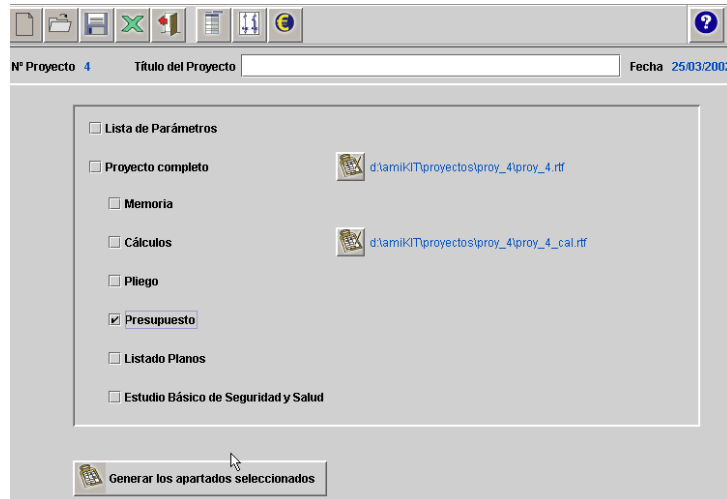 Nº Proyecto 4 Título del Proyecto Fecha 25/03/2002
Lista de Parámetros
Proyecto completo d:\amiKIT\proyectos\proy_4\proy_4.rtf
Memoria
Cálculos d:\amiKIT\proyectos\proy_4\proy_4_cal.rtf
Pliego
Presupuesto
Listado Planos
Estudio Básico de Seguridad y Salud
Generar los apartados seleccionados